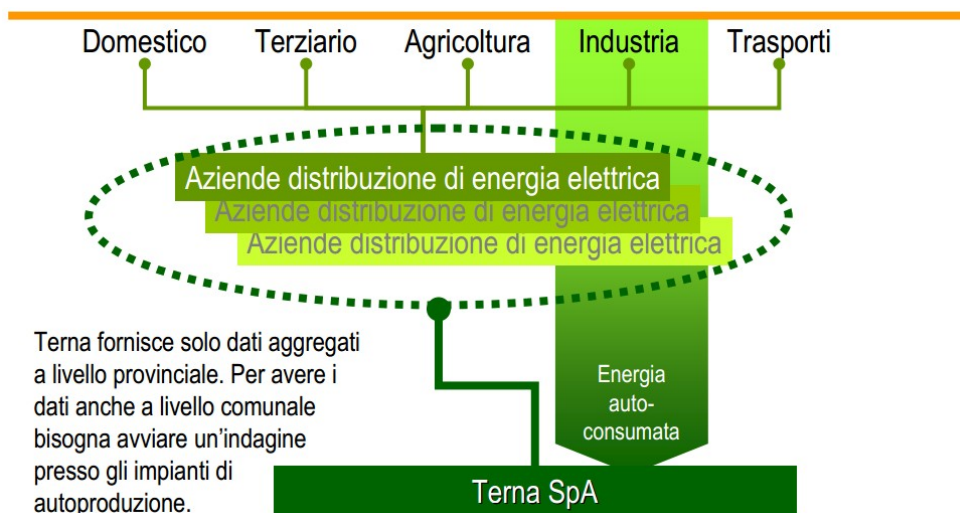 Domestico Terziario Agricoltura Industria Trasporti
Aziende distribuzione di energia elettrica
Aziende distribuzione di energia elettrica
Aziende distribuzione di energia elettrica
Terna fornisce solo dati aggregati
a livello provinciale. Per avere i
dati anche a livello comunale
bisogna avviare un'indagine
presso gli impianti di
autoproduzione.
Energia
auto-
consumata
Terna SpA